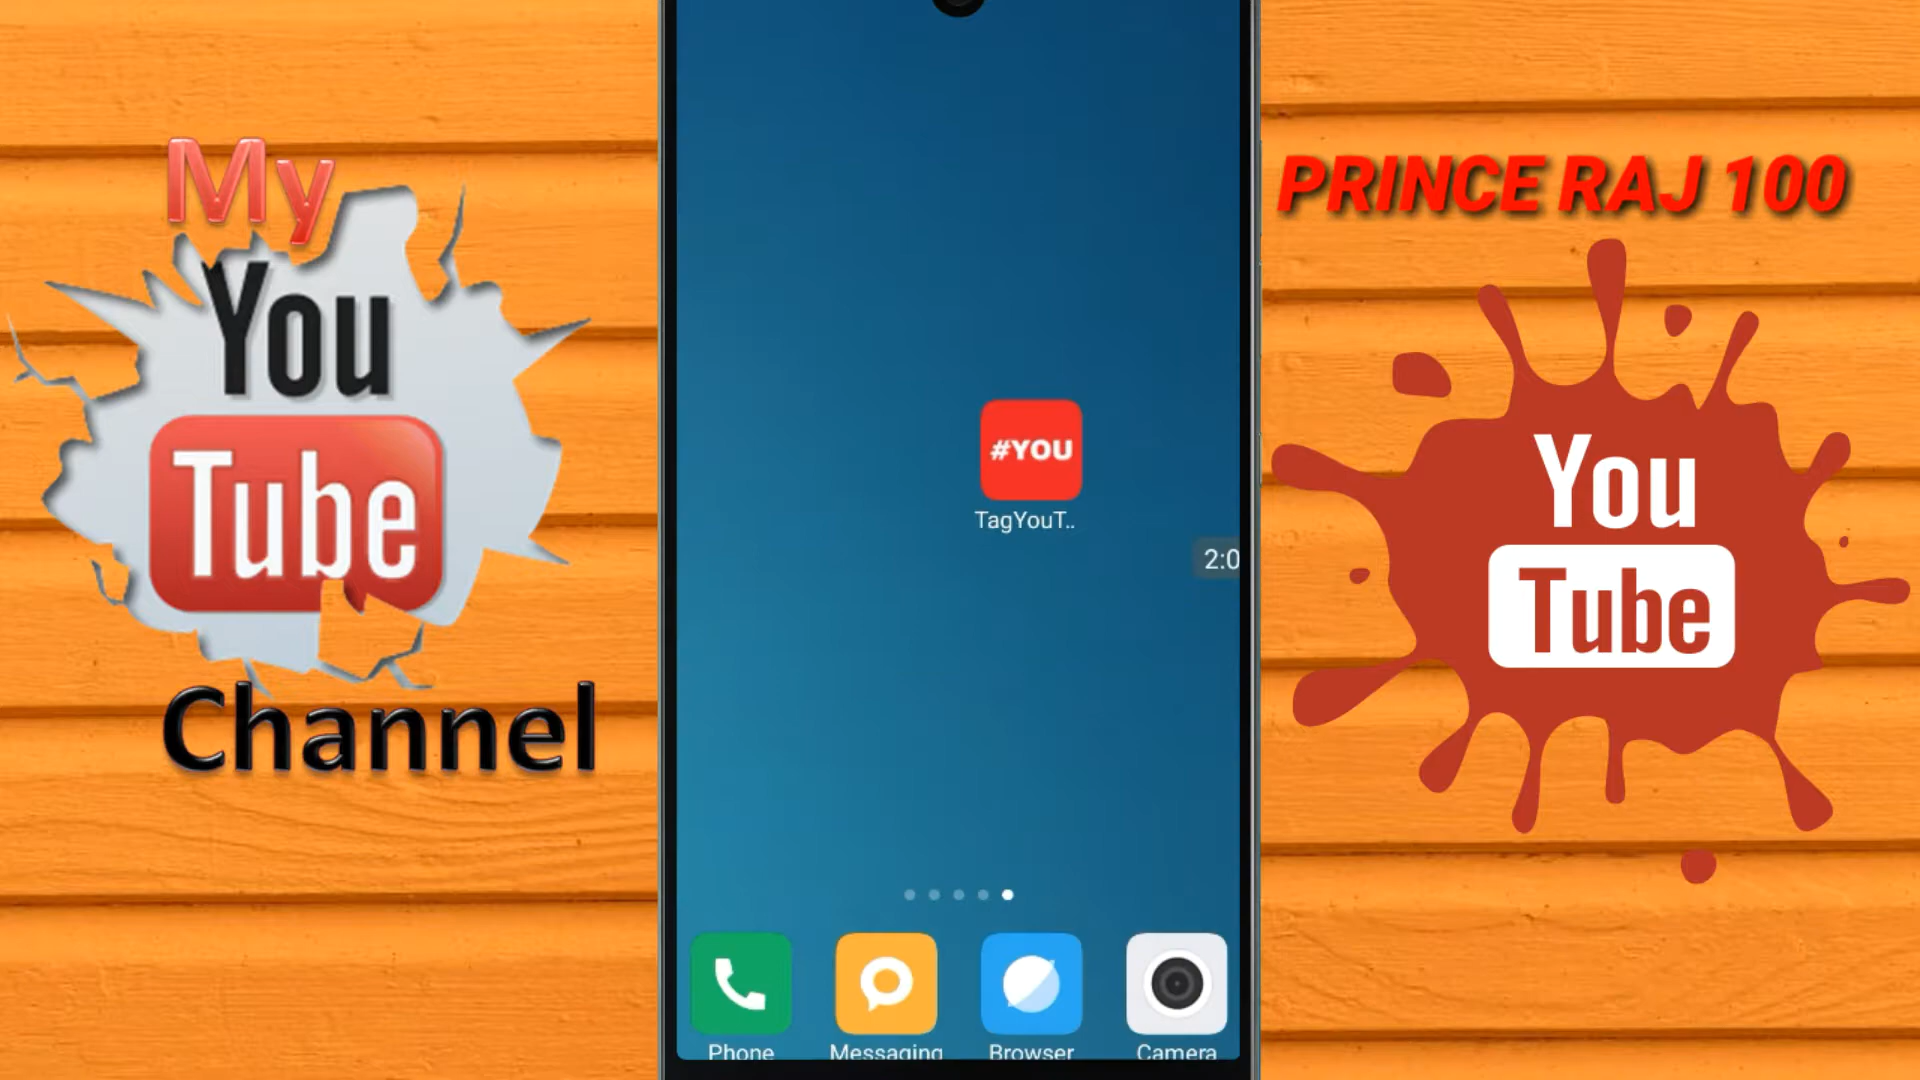 My
You
Tube
Channel
#YOU
TagYouT..
2:0
Phone
Messaging
Browser
Camera
PRINCE RAJ 100
You
Tube